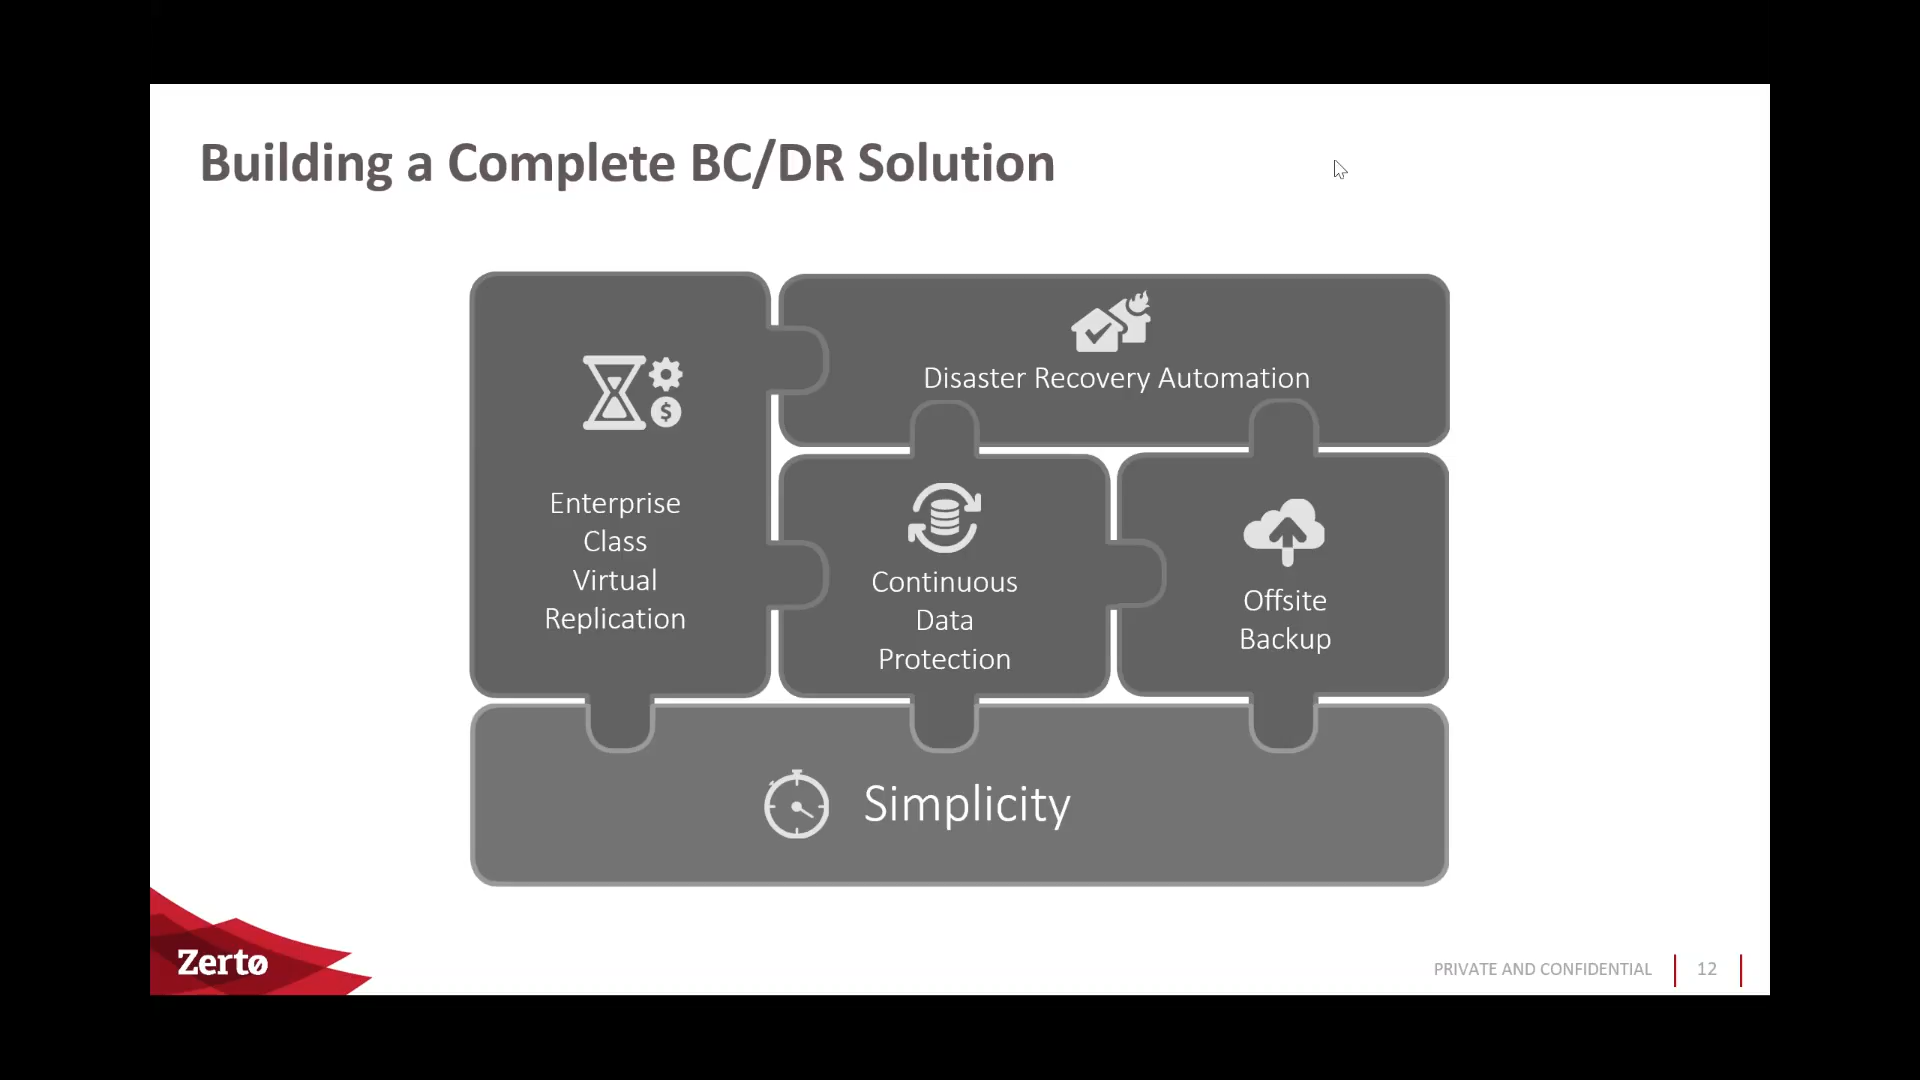 Building a Complete BC/DR Solution
Enterprise
Class
Virtual
Replication
Disaster Recovery Automation
Continuous
Data
Protection
Offsite
Backup
Simplicity
Zerto
PRIVATE AND CONFIDENTIAL
12